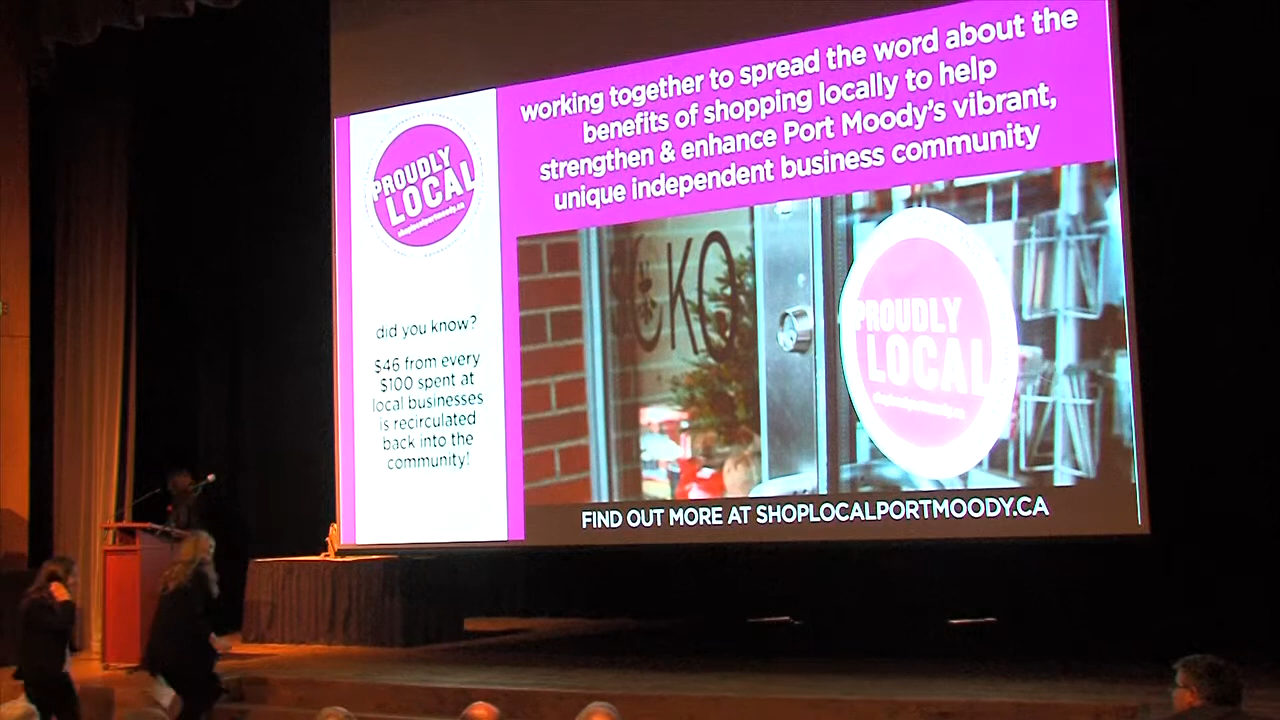 working together to spread the word about the
benefits of shopping locally to help
strengthen & enhance Port Moody's vibrant,
unique independent business community
PROUDLY
LOCAL
shoplocalportmoody.ca
did you know?
$46 from every
$100 spent at
local businesses
is recirculated
back into the
community!
PROUDLY
LOCAL
shoplocalportmoody.ca
FIND OUT MORE AT SHOPLOCALPORTMOODY.CA